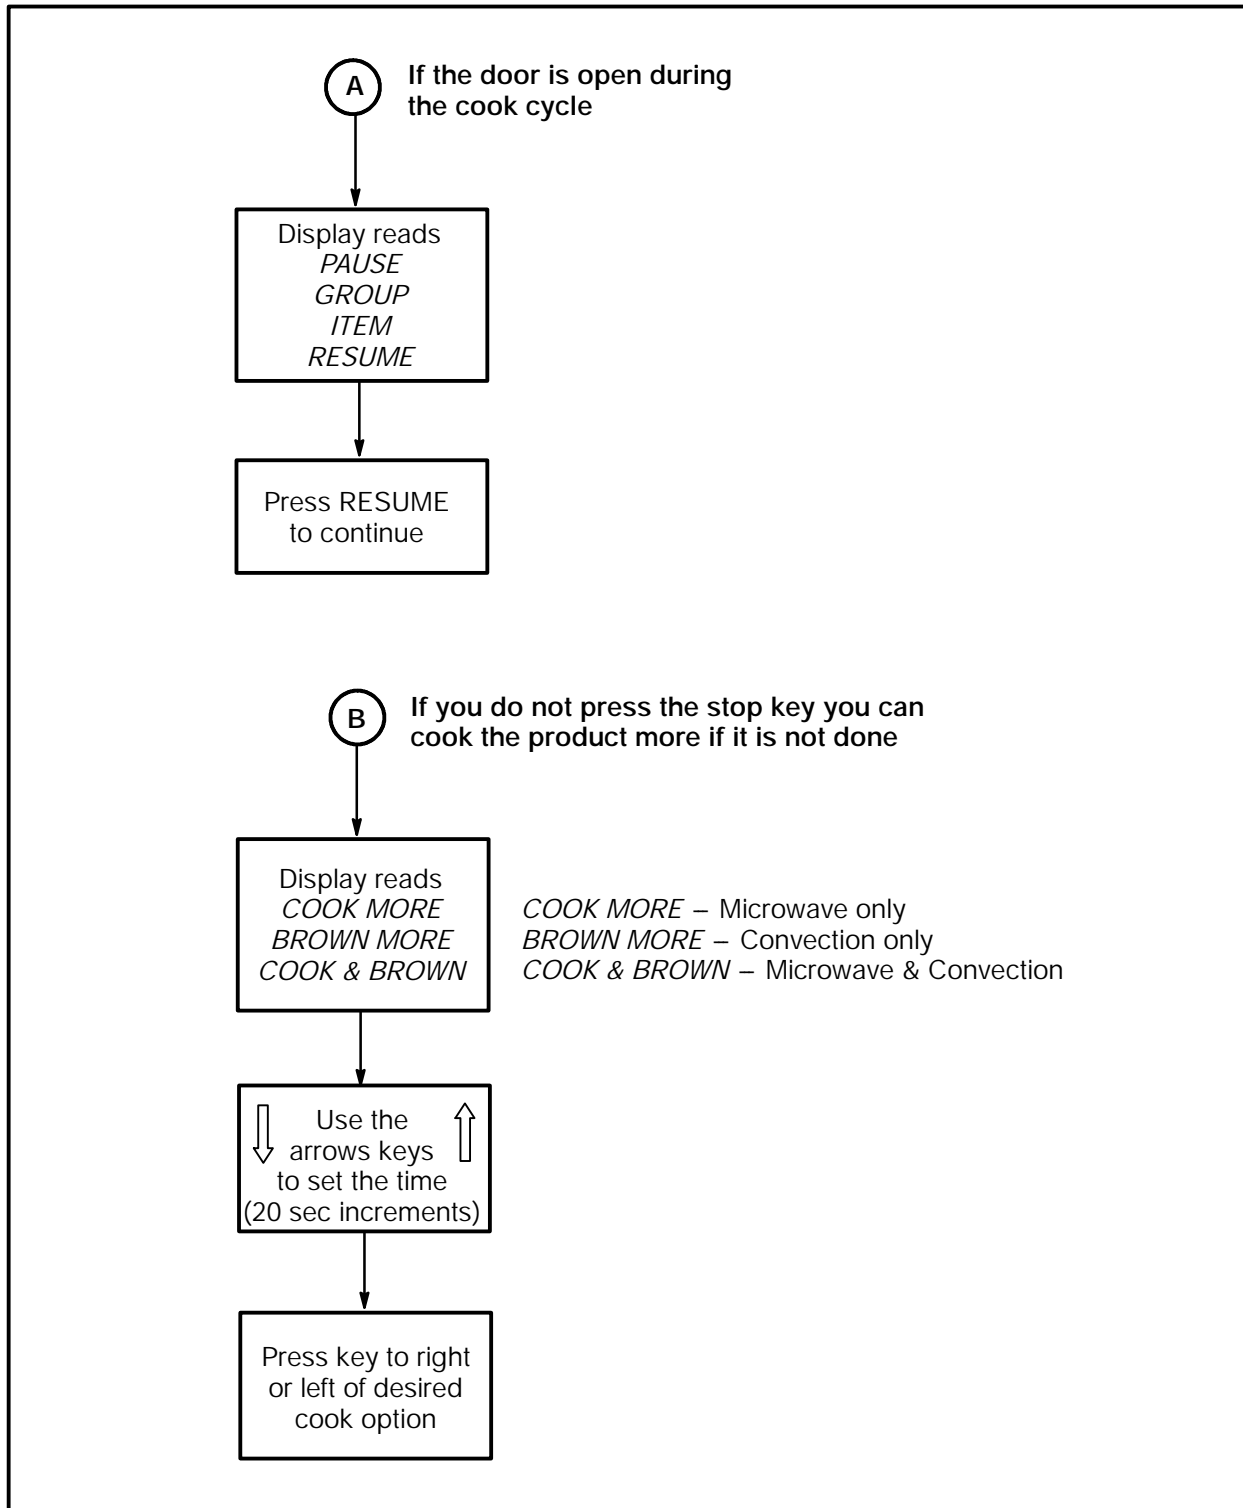 A
If the door is open during
the cook cycle
Display reads
PAUSE
GROUP
ITEM
RESUME
Press RESUME
to continue
B
If you do not press the stop key you can
cook the product more if it is not done
Display reads
COOK MORE
BROWN MORE
COOK & BROWN
COOK MORE – Microwave only
BROWN MORE – Convection only
COOK & BROWN – Microwave & Convection
Use the
arrows keys
to set the time
(20 sec increments)
Press key to right
or left of desired
cook option